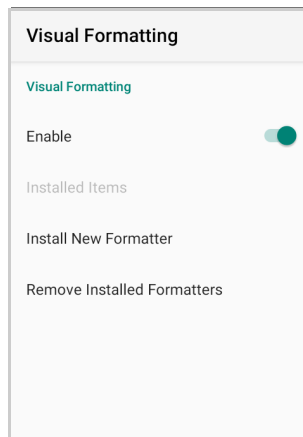 Visual Formatting
Visual Formatting
Enable
Installed Items
Install New Formatter
Remove Installed Formatters